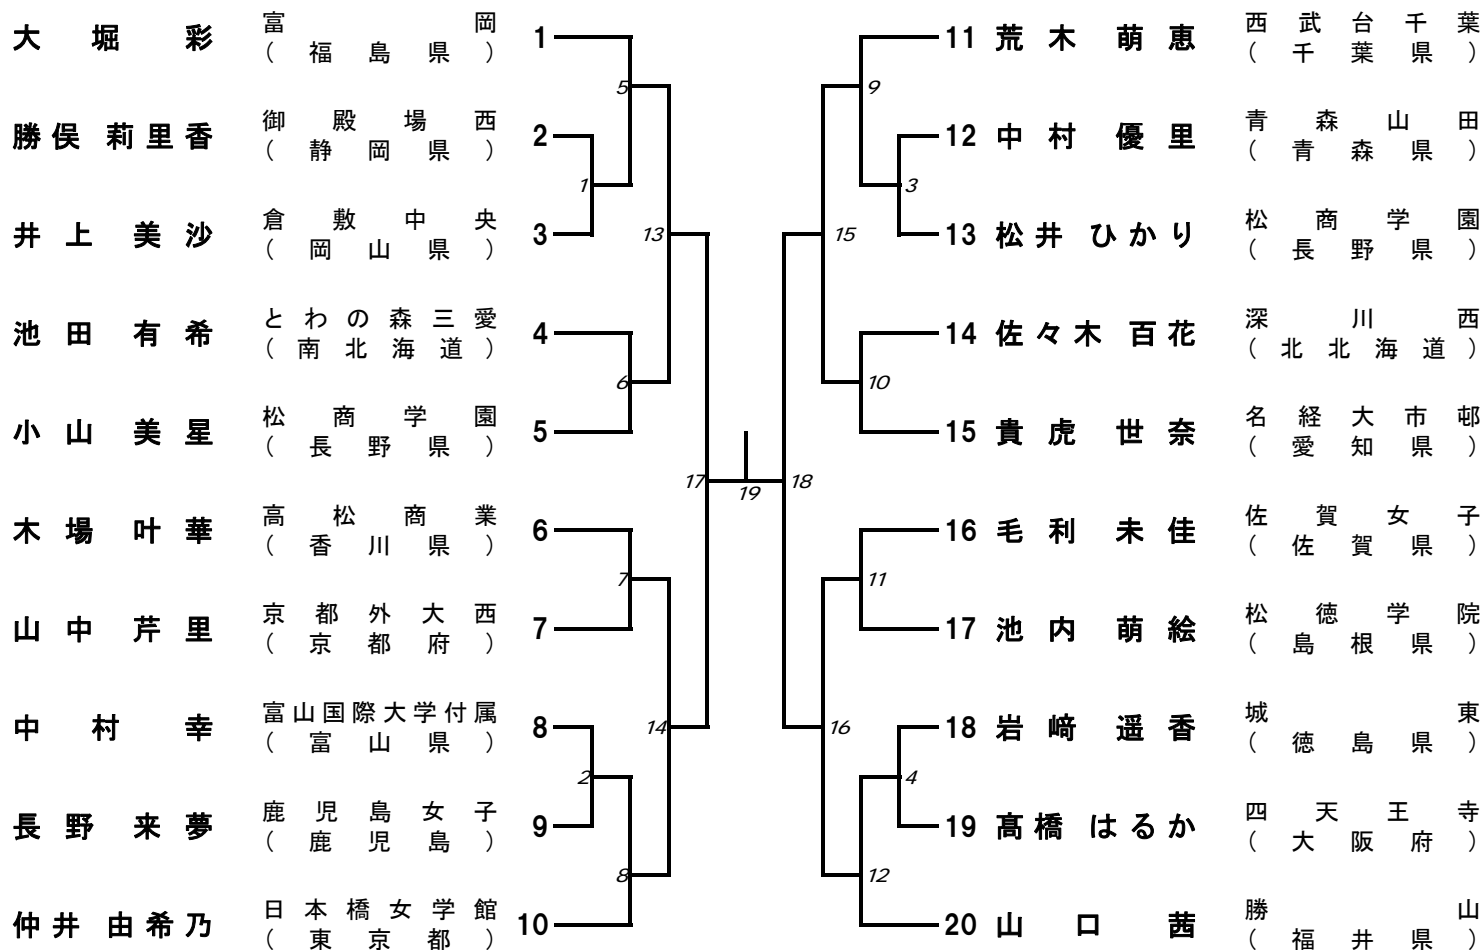 大堀彩 富岡 1
(福島県)
5
勝俣 莉里香 御殿場西 2
(静岡県)
1
井上美沙 倉敷中央 3
(岡山県)
13
池田有希 とわの森三愛 4
(南北海道)
6
小山美星 松商学園 5
(長野県)
17
木場叶華 高松商業 6
(香川県)
7
山中芹里 京都外大西 7
(京都府)
14
中村幸 富山国際大学付属 8
(富山県)
2
長野来夢 鹿児島女子 9
(鹿児島)
8
仲井 由希乃 日本橋女学館 10
(東京都)
19
11 荒木萌恵 西武台千葉
(千葉県)
9
12 中村優里 青森山田
(青森県)
3
13 松井 ひかり 松商学園
(長野県)
15
14 佐々木 百花 深川西
(北北海道)
10
15 貴虎世奈 名経大市邨
(愛知県)
18
16 毛利未佳 佐賀女子
(佐賀県)
11
17 池内萌絵 松徳学院
(島根県)
16
18 岩﨑遥香 城東
(徳島県)
4
19 髙橋 はるか 四天王寺
(大阪府)
12
20 山口茜 勝山
(福井県)